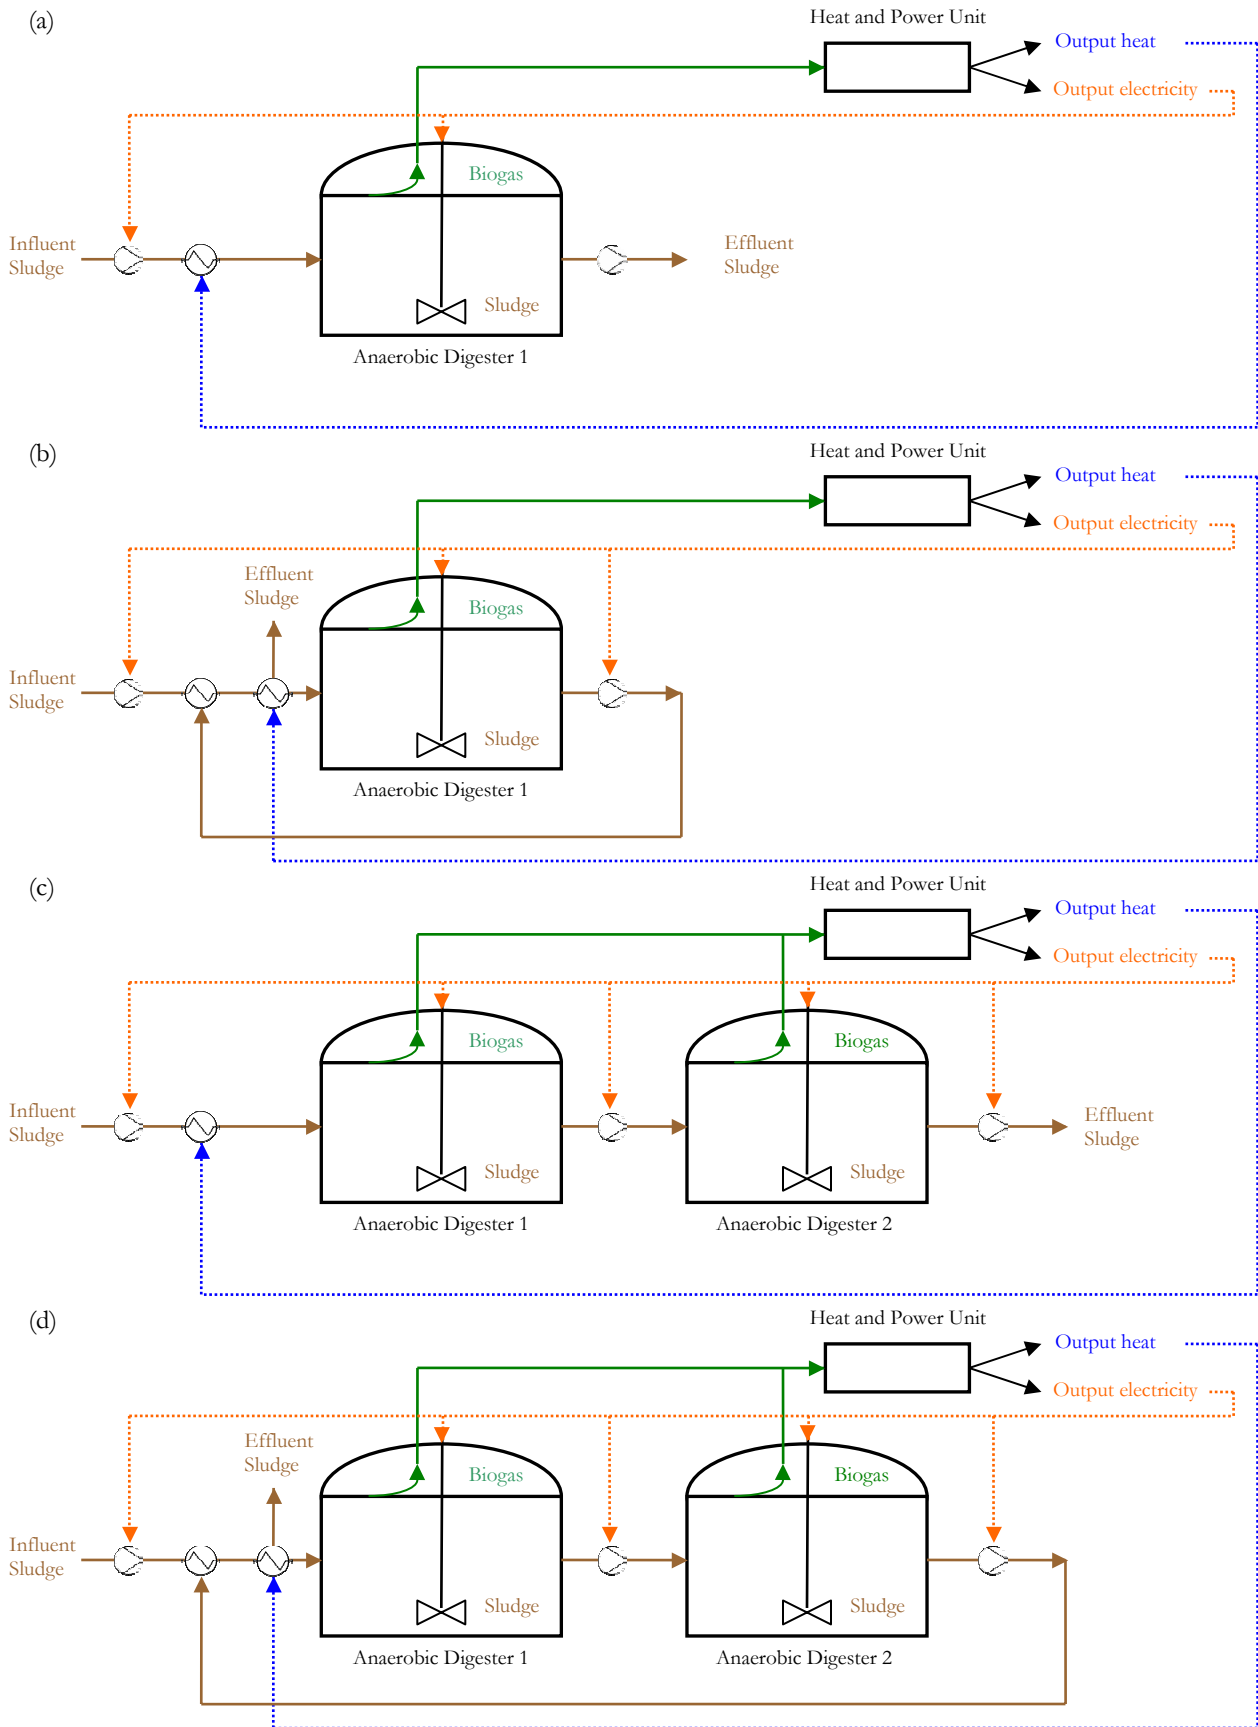 (a)
Heat and Power Unit
Output heat
Output electricity
Biogas
Influent
Sludge
Effluent
Sludge
Sludge
Anaerobic Digester 1
(b)
Heat and Power Unit
Output heat
Output electricity
Effluent
Sludge
Biogas
Influent
Sludge
Sludge
Anaerobic Digester 1
(c)
Heat and Power Unit
Output heat
Output electricity
Biogas
Biogas
Influent
Sludge
Effluent
Sludge
Sludge
Sludge
Anaerobic Digester 1
Anaerobic Digester 2
(d)
Heat and Power Unit
Output heat
Output electricity
Effluent
Sludge
Biogas
Biogas
Influent
Sludge
Sludge
Sludge
Anaerobic Digester 1
Anaerobic Digester 2